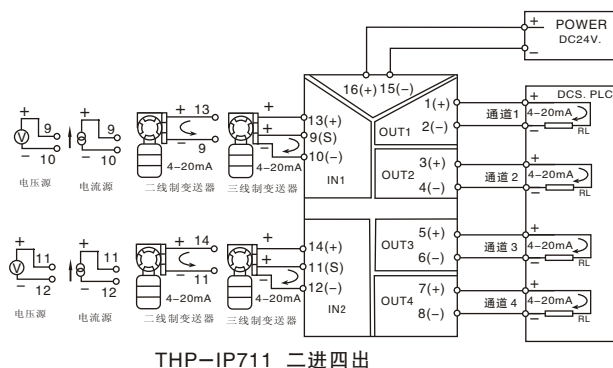 + POWER
− DC24V.
16(+) 15(−)
DCS. PLC
+ 13 + 13(+) 1(+) 通道1 + 4−20mA
+ 9 + 9 + 9(S) 2(−) − RL
V − 10 − 10 − 9 − 10(−) OUT1
4−20mA 4−20mA
电压源 电流源 二线制变送器 三线制变送器 IN1
3(+) + 4−20mA
OUT2 通道2
4(−) − RL
+ 14 + 14(+) 5(+) + 4−20mA
+ 11 + 11 + 11(S) OUT3 通道3
V − 12 − 12 − 11 − 12(−) 6(−) − RL
4−20mA 4−20mA
电压源 电流源 二线制变送器 三线制变送器 IN2
7(+) + 4−20mA
OUT4 通道4
8(−) − RL
THP−IP711 二进四出